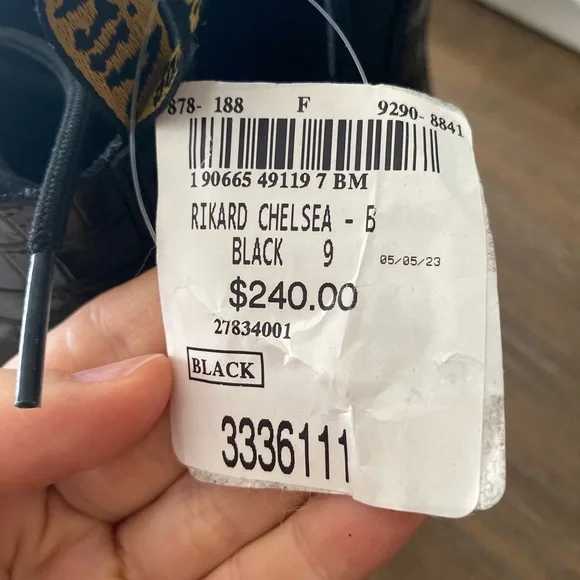 878- 188 F 9290- 8841
1 90665 49119 7 BM
RIKARD CHELSEA - B
BLACK 9 05/05/23
$240.00
27834001
BLACK
3336111